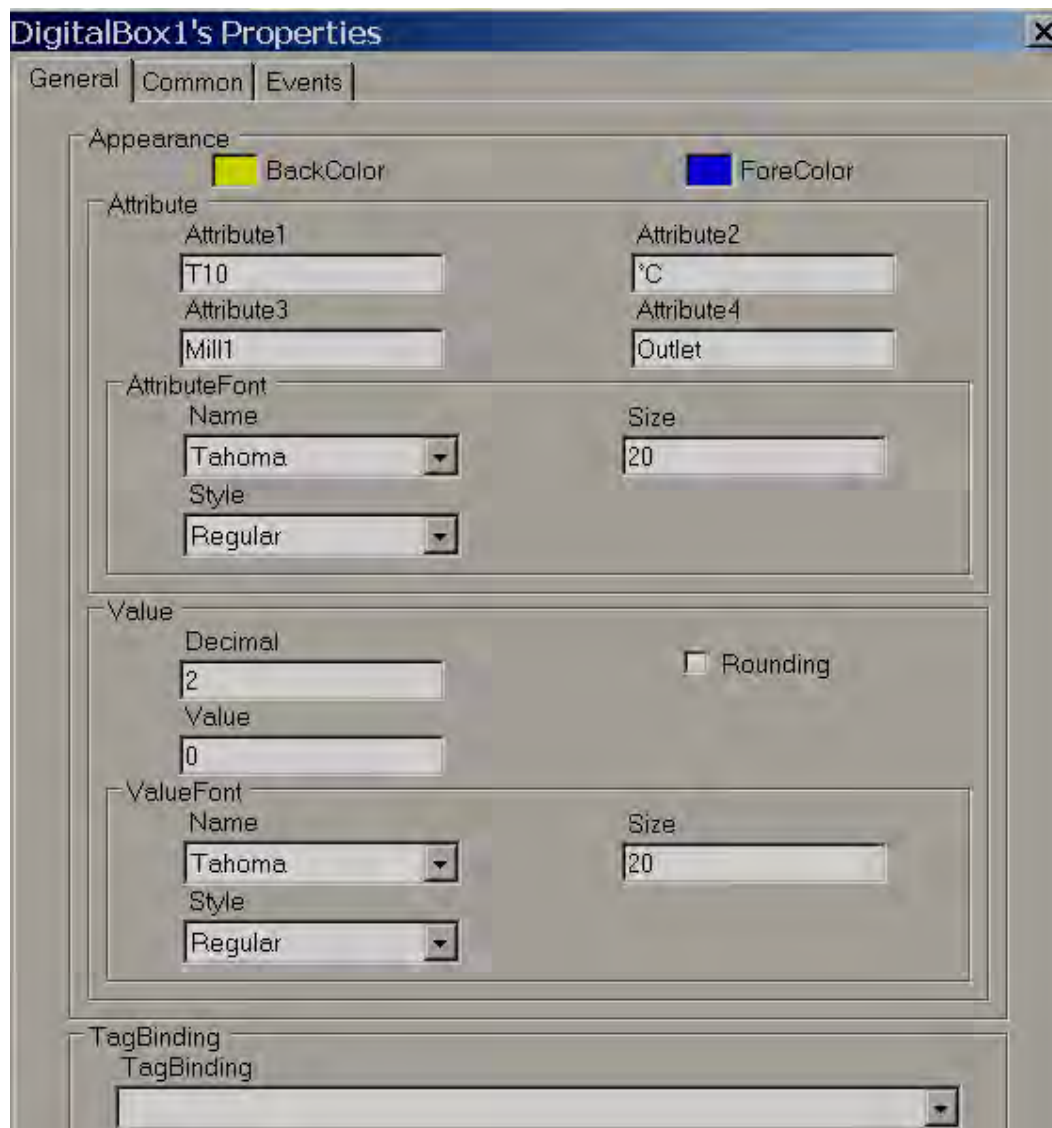 DigitalBox1's Properties
General Common Events
Appearance
BackColor ForeColor
Attribute
Attribute1 Attribute2
T10 °C
Attribute3 Attribute4
Mill1 Outlet
AttributeFont
Name Size
Tahoma 20
Style
Regular
Value
Decimal
2 Rounding
Value
0
ValueFont
Name Size
Tahoma 20
Style
Regular
TagBinding
TagBinding